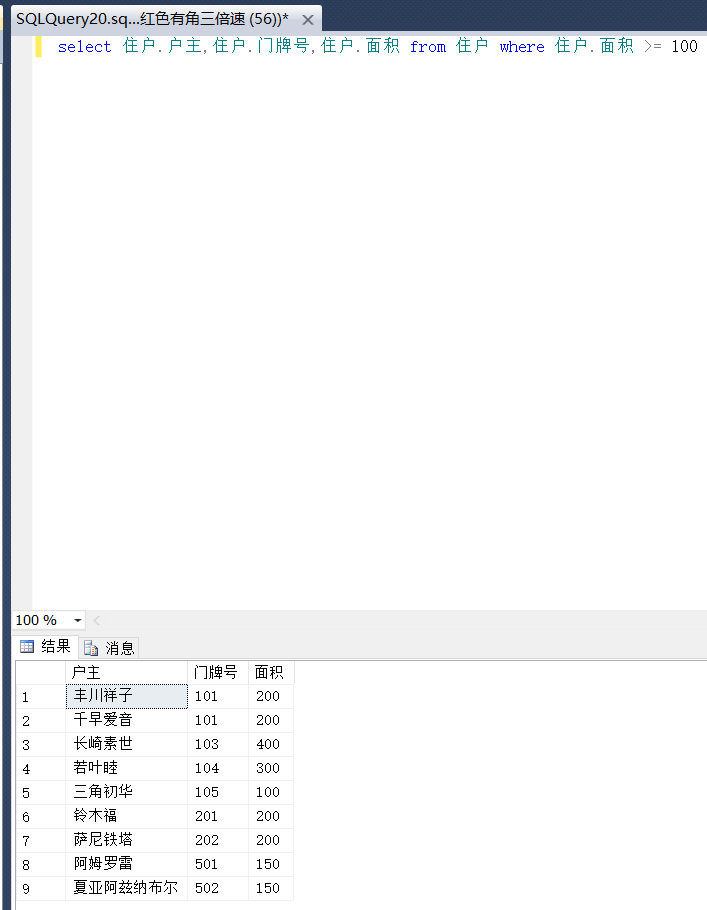 SQLQuery20.sq...红色有角三倍速 (56))*
select 住户.户主,住户.门牌号,住户.面积 from 住户 where 住户.面积 >= 100
100 %
结果 消息
户主 门牌号 面积
1 丰川祥子 101 200
2 千早爱音 101 200
3 长崎素世 103 400
4 若叶睦 104 300
5 三角初华 105 100
6 铃木福 201 200
7 萨尼铁塔 202 200
8 阿姆罗雷 501 150
9 夏亚阿兹纳布尔 502 150